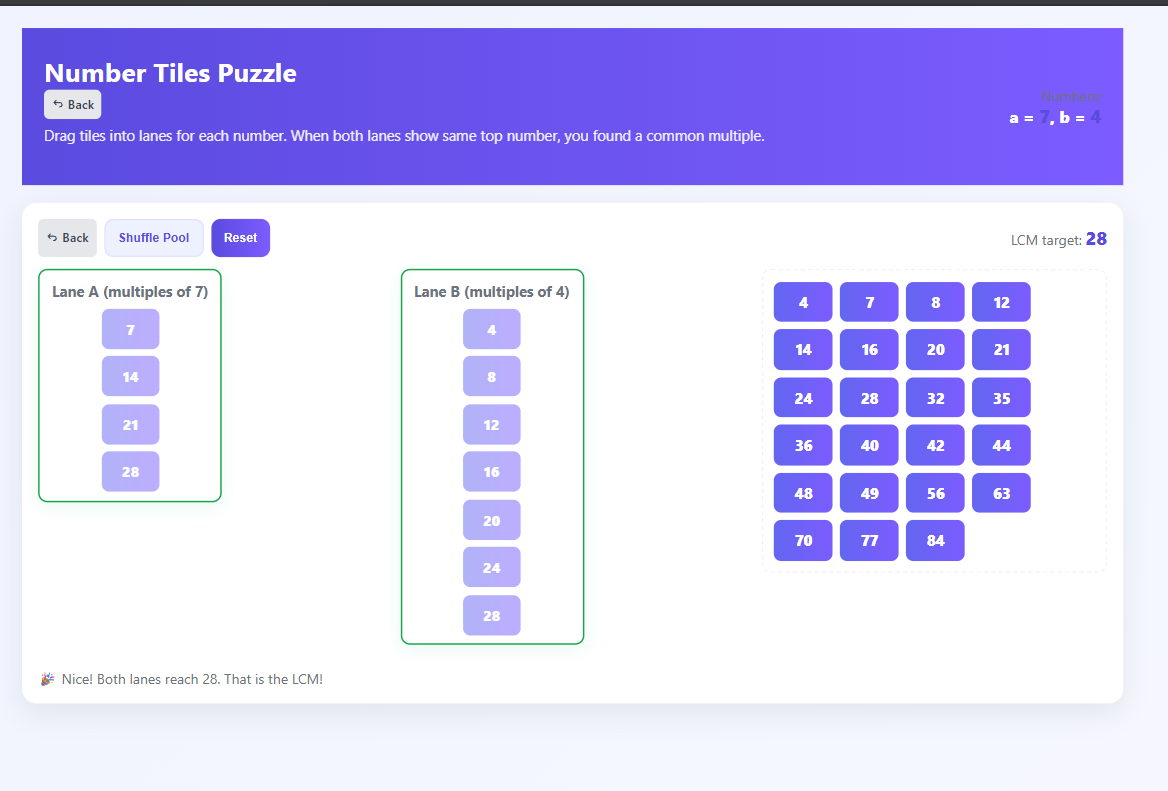 Number Tiles Puzzle
Back
Drag tiles into lanes for each number. When both lanes show same top number, you found a common multiple.
Numbers:
a = 7, b = 4
Back
Shuffle Pool
Reset
LCM target: 28
Lane A (multiples of 7)
7
14
21
28
Lane B (multiples of 4)
4
8
12
16
20
24
28
4 7 8 12
14 16 20 21
24 28 32 35
36 40 42 44
48 49 56 63
70 77 84
Nice! Both lanes reach 28. That is the LCM!